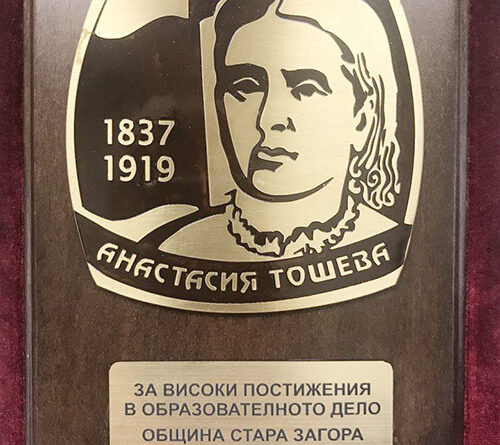 1837
1919
АНАСТАСИЯ ТОШЕВА
ЗА ВИСОКИ ПОСТИЖЕНИЯ
В ОБРАЗОВАТЕЛНОТО ДЕЛО
ОБЩИНА СТАРА ЗАГОРА